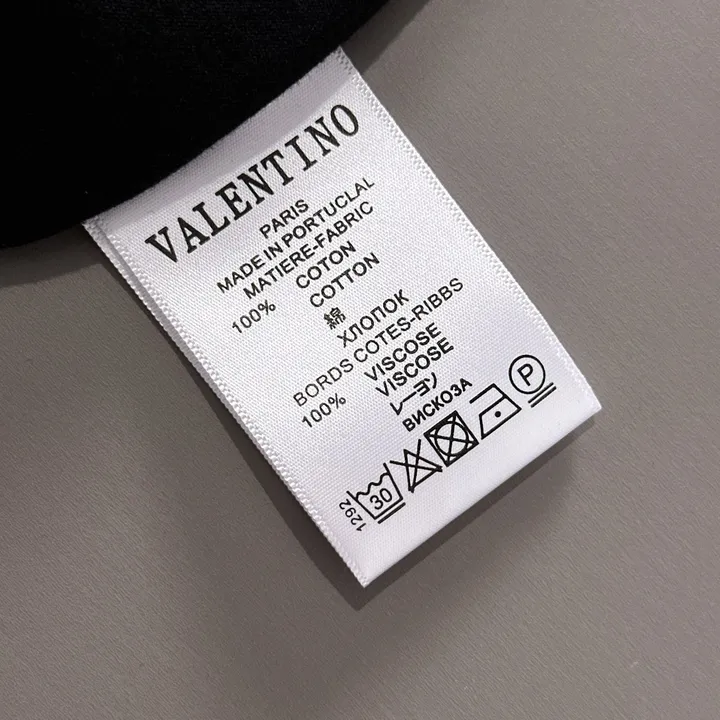 VALENTINO
PARIS
MADE IN PORTUCLAL
MATIERE-FABRIC
100% COTON
COTTON
綿
ХЛОПОК
BORDS COTES-RIBBS
100% VISCOSE
VISCOSE
レーヨン
ВИСКОЗА
30 P
1292